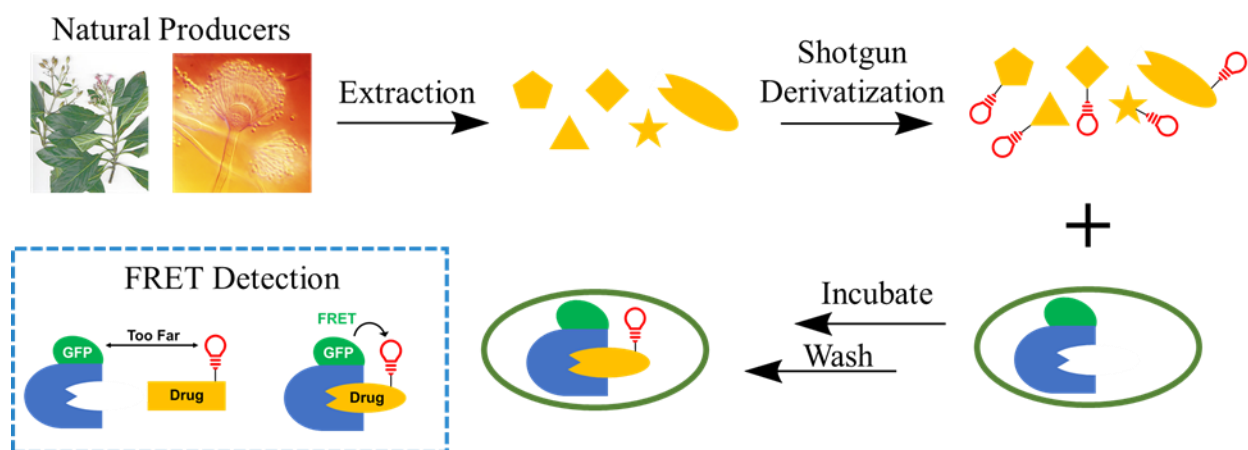 Natural Producers
Extraction
Shotgun
Derivatization
Incubate
Wash
FRET Detection
GFP
Too Far
Drug
FRET
GFP
Drug